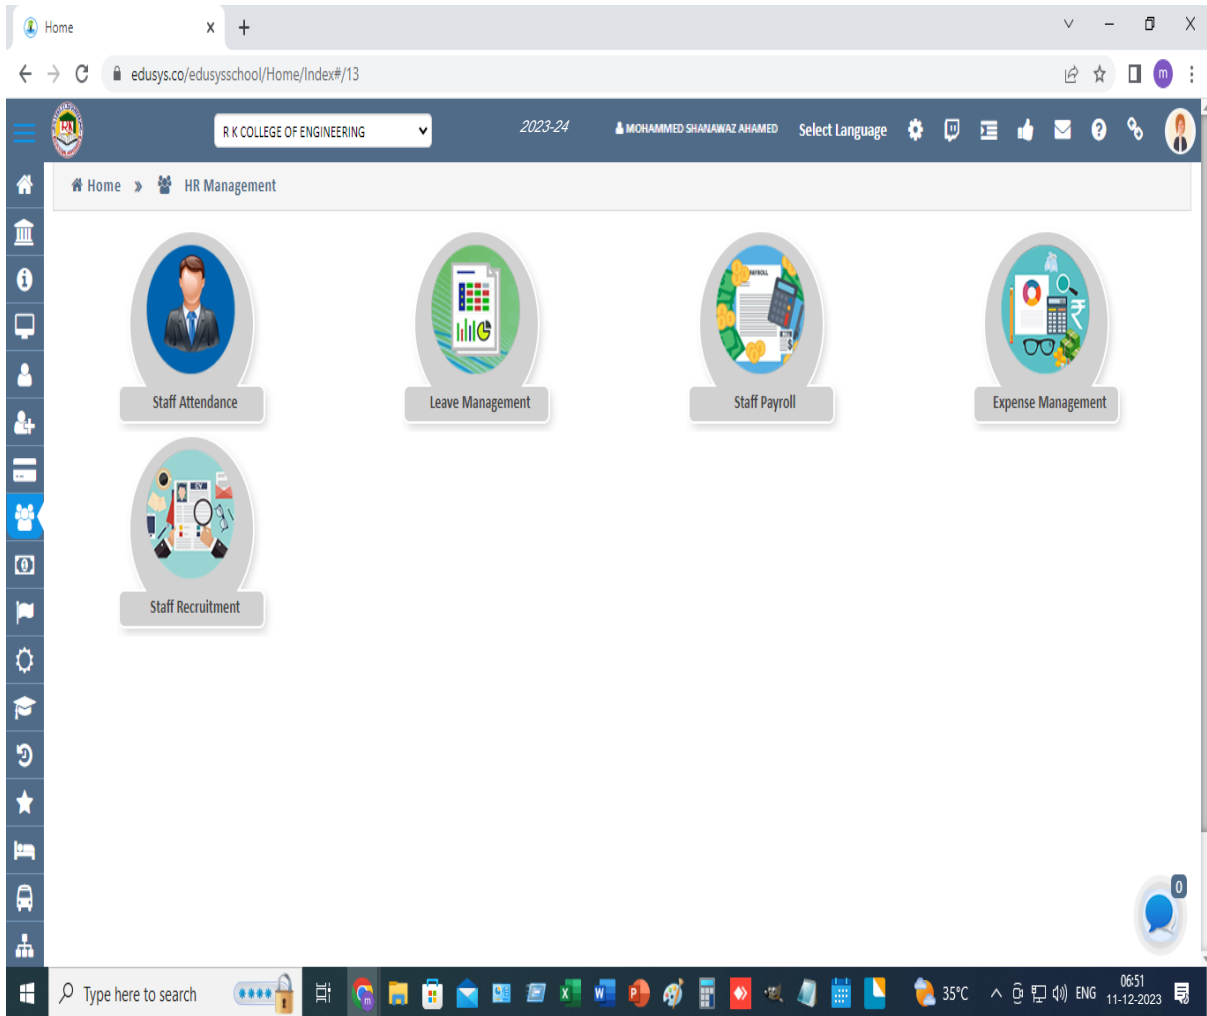 Home
edusys.co/edusysschool/Home/Index#/13
m
R K COLLEGE OF ENGINEERING
2023-24
MOHAMMED SHANAWAZ AHAMED
Select Language
Home » HR Management
PAYROLL
Staff Attendance
Leave Management
Staff Payroll
Expense Management
CV
Staff Recruitment
0
Type here to search
35°C
ENG
06:51
11-12-2023